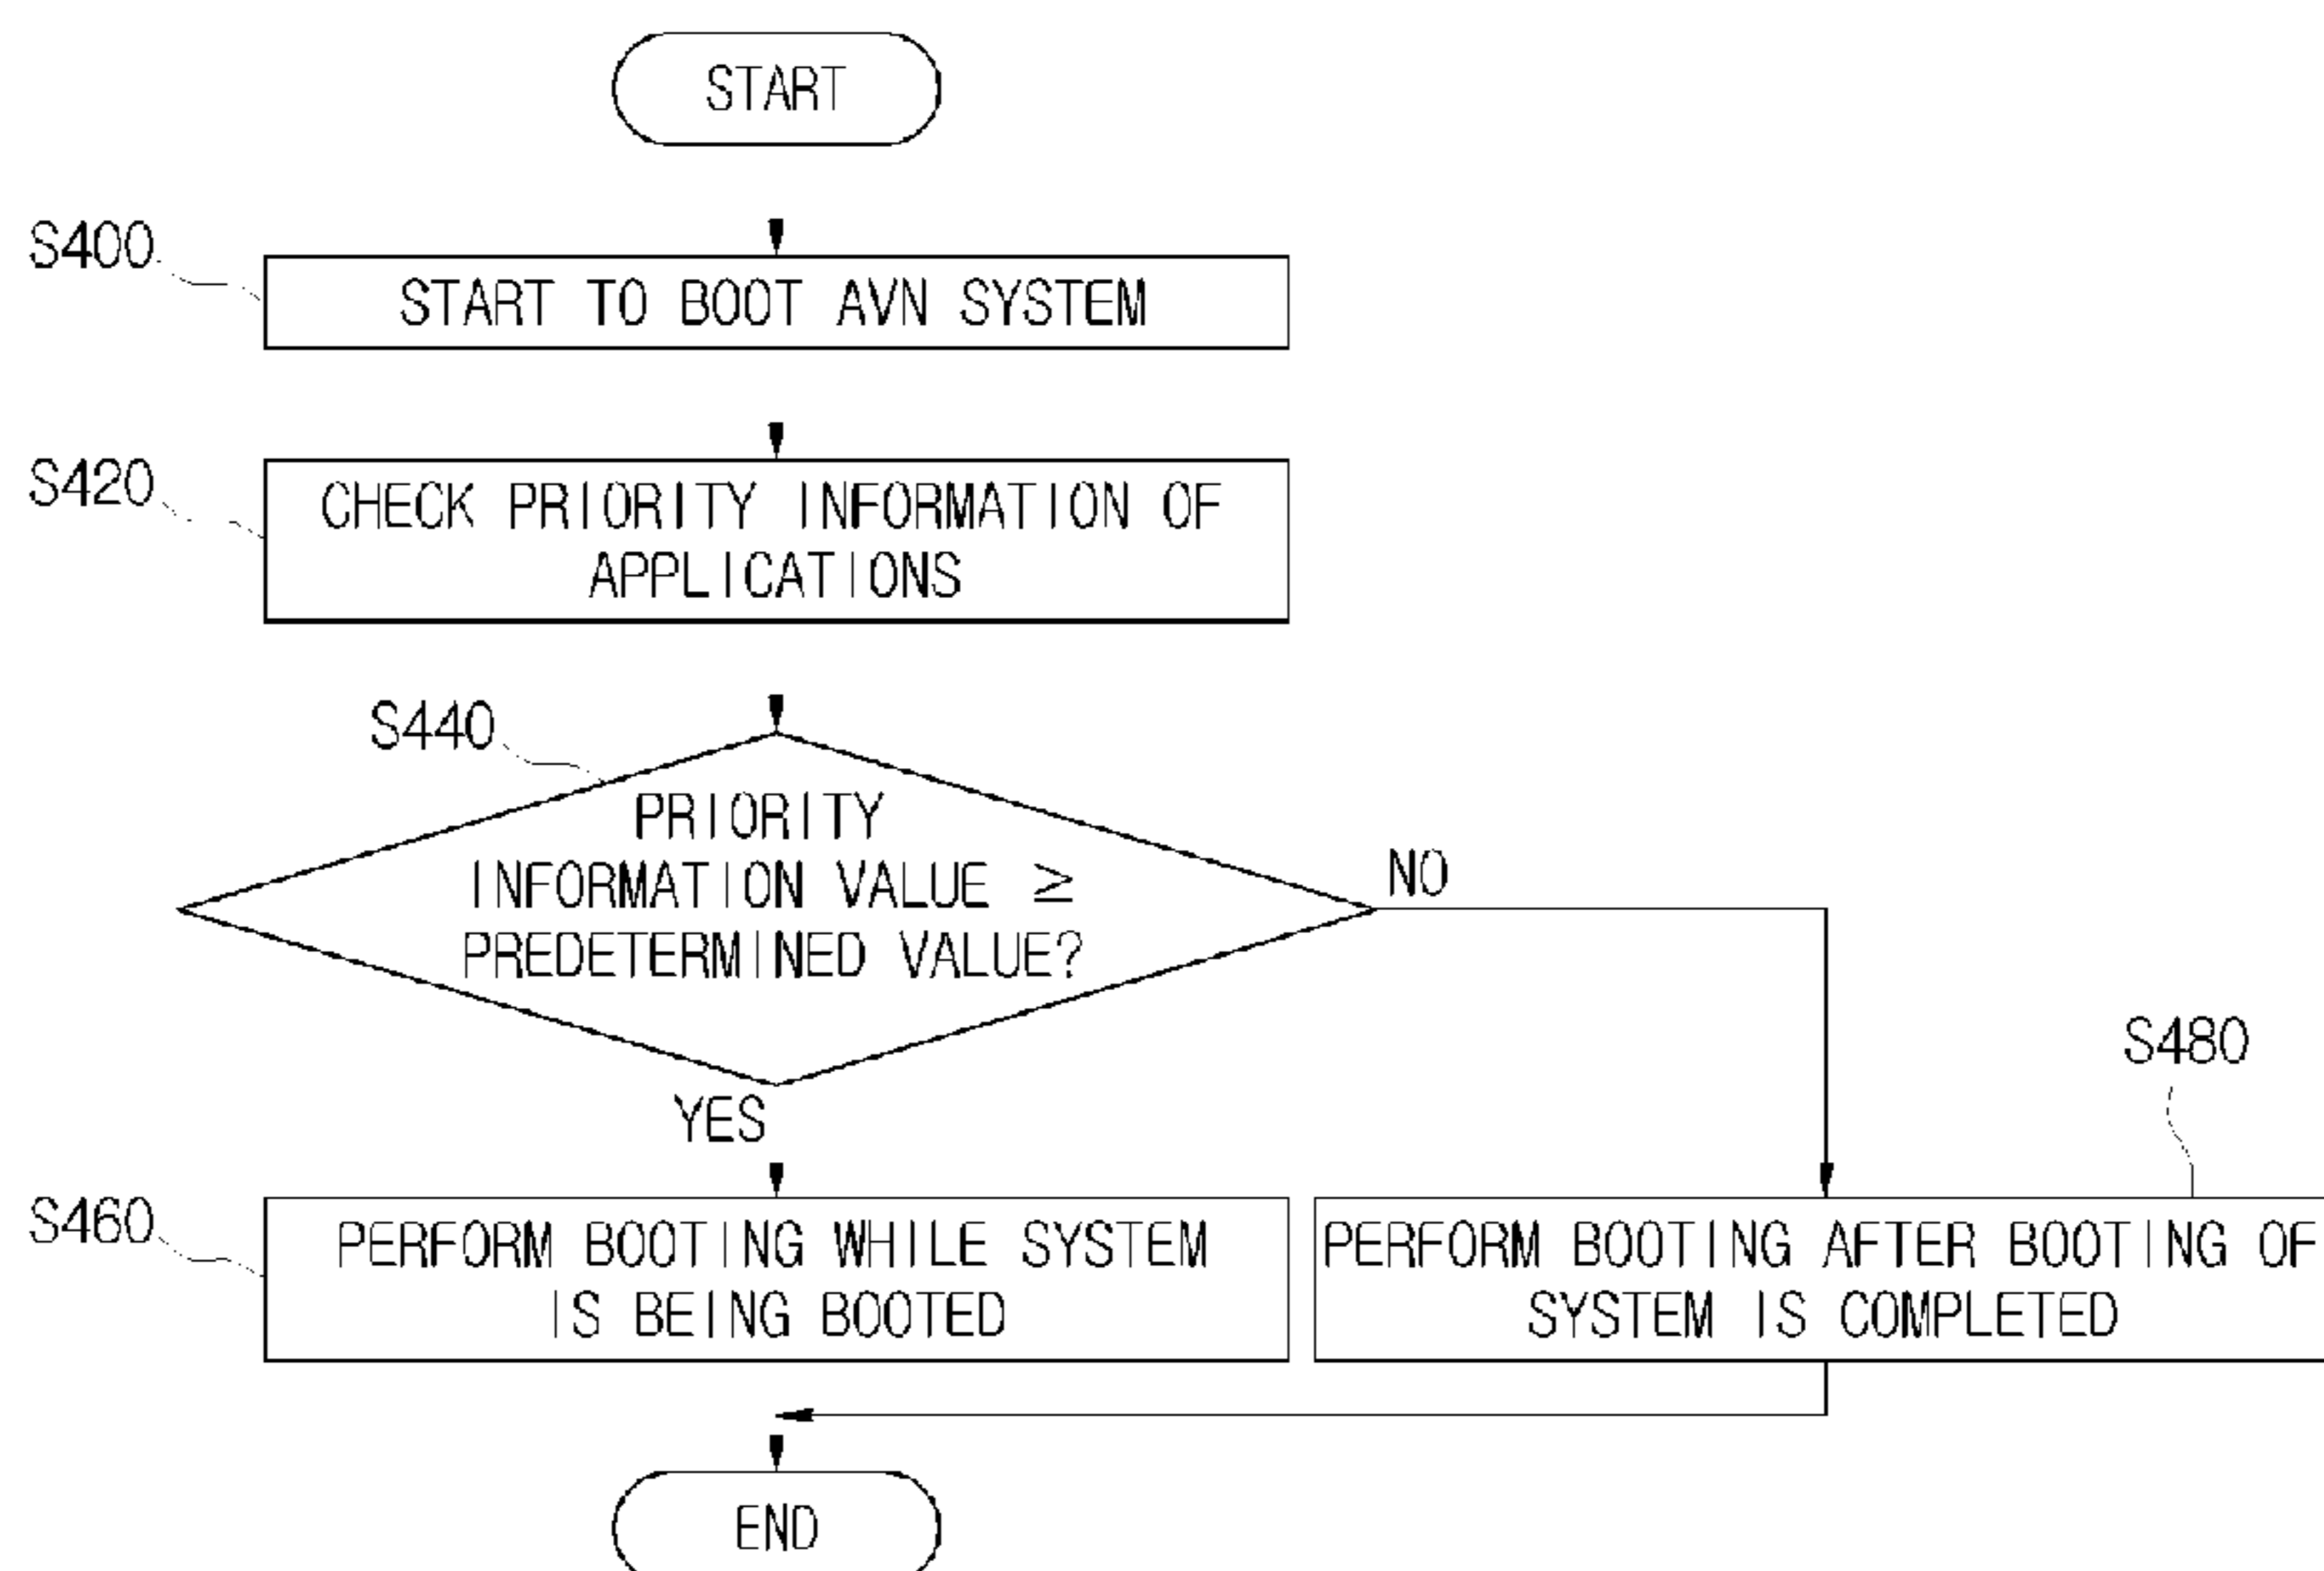 START
S400
START TO BOOT AVN SYSTEM
S420
CHECK PRIORITY INFORMATION OF
APPLICATIONS
S440
PRIORITY
INFORMATION VALUE ≥
PREDETERMINED VALUE?
NO
YES
S480
S460
PERFORM BOOTING WHILE SYSTEM
IS BEING BOOTED
PERFORM BOOTING AFTER BOOTING OF
SYSTEM IS COMPLETED
END